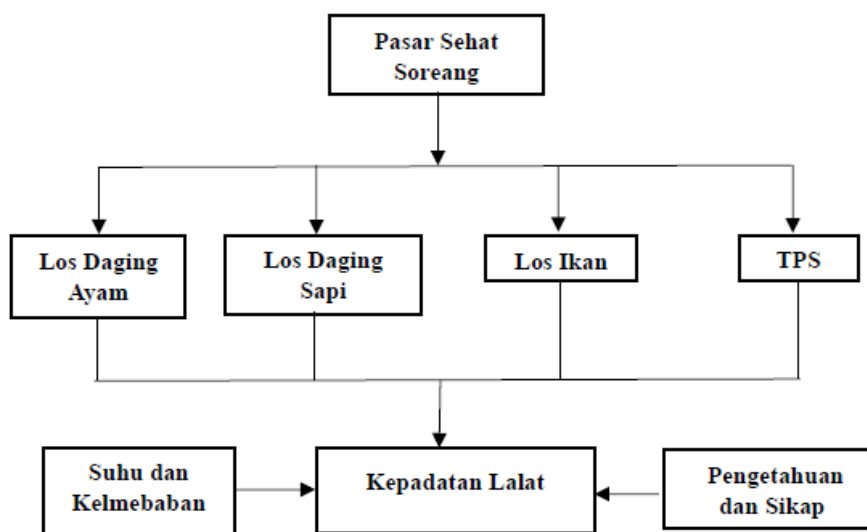 Pasar Sehat
Soreang
Los Daging
Ayam
Los Daging
Sapi
Los Ikan
TPS
Suhu dan
Kelmebaban
Kepadatan Lalat
Pengetahuan
dan Sikap